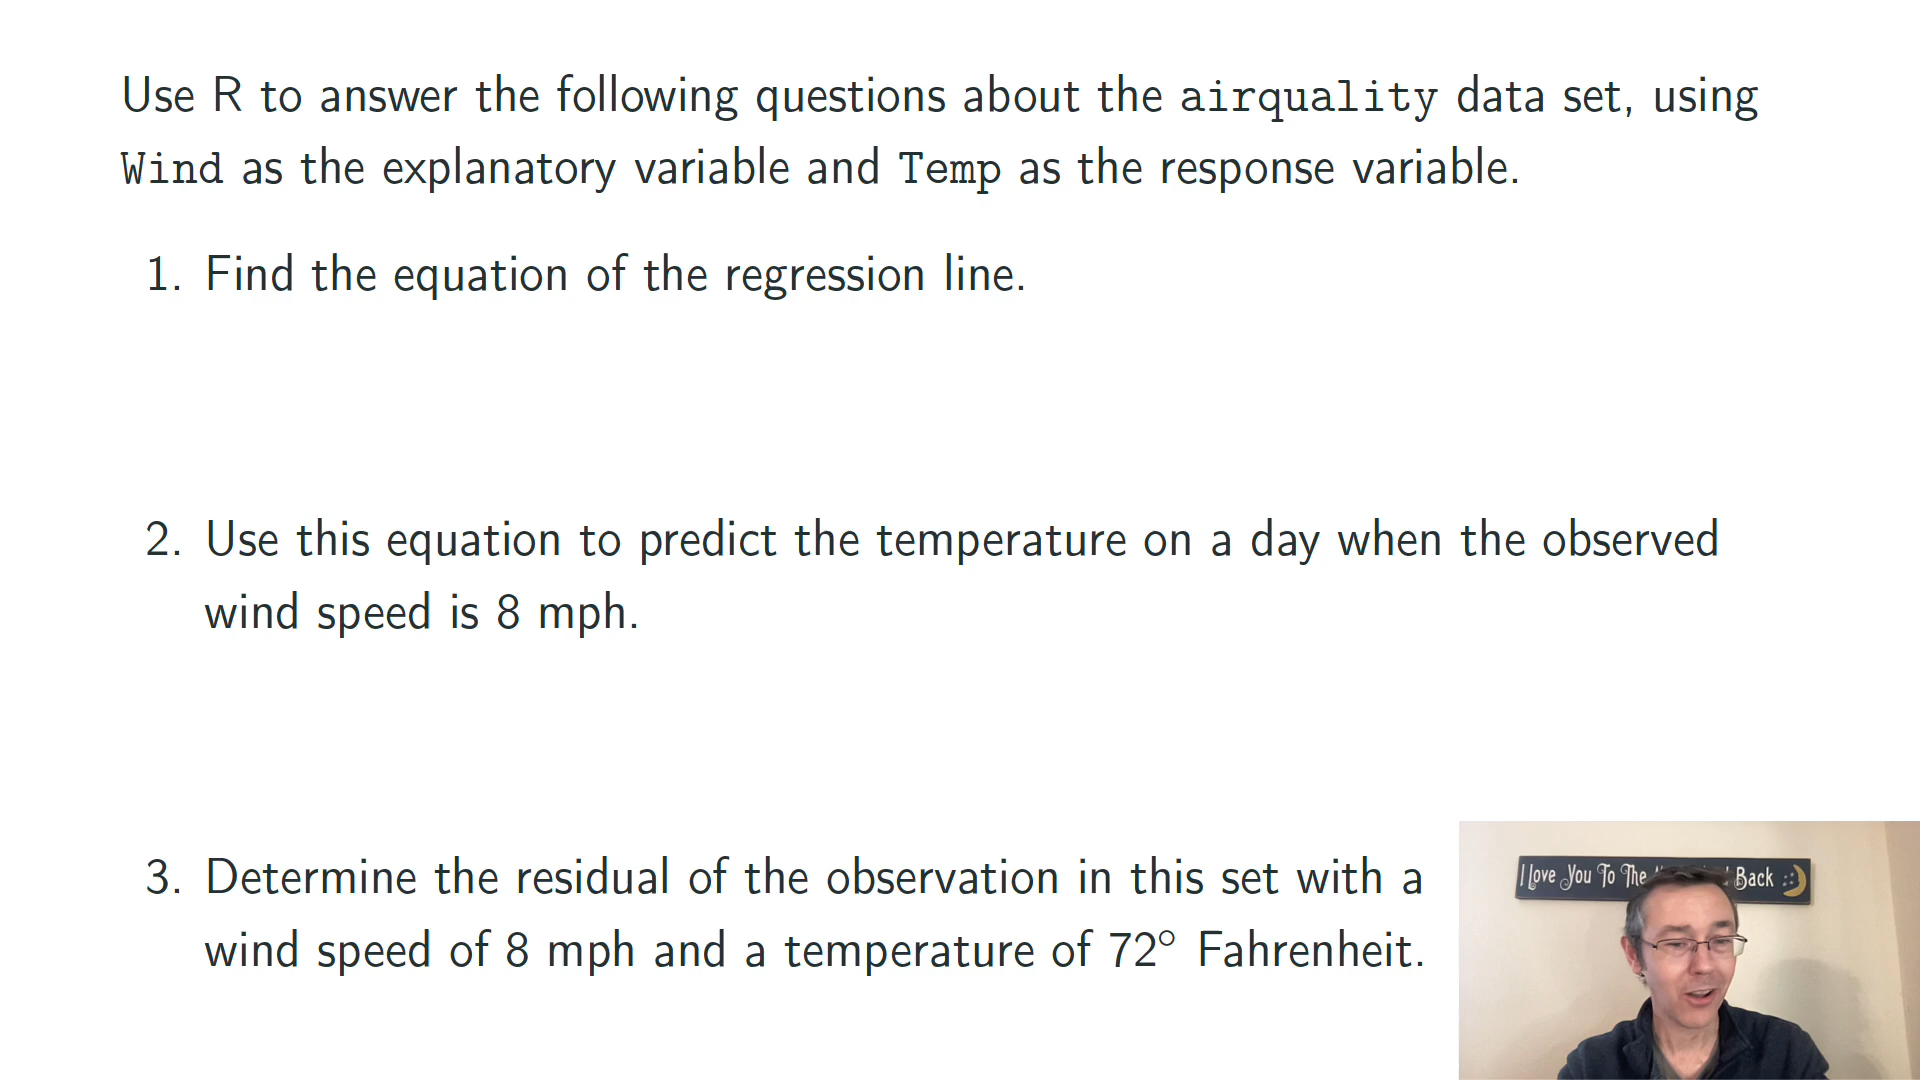 Use R to answer the following questions about the airquality data set, using
Wind as the explanatory variable and Temp as the response variable.
1. Find the equation of the regression line.
2. Use this equation to predict the temperature on a day when the observed
wind speed is 8 mph.
3. Determine the residual of the observation in this set with a
wind speed of 8 mph and a temperature of 72° Fahrenheit.
I Love You To The Back